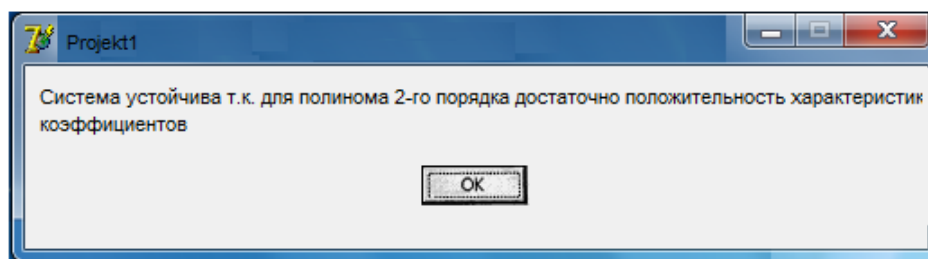 Projekt1
Система устойчива т.к. для полинома 2-го порядка достаточно положительность характеристик
коэффициентов
OK